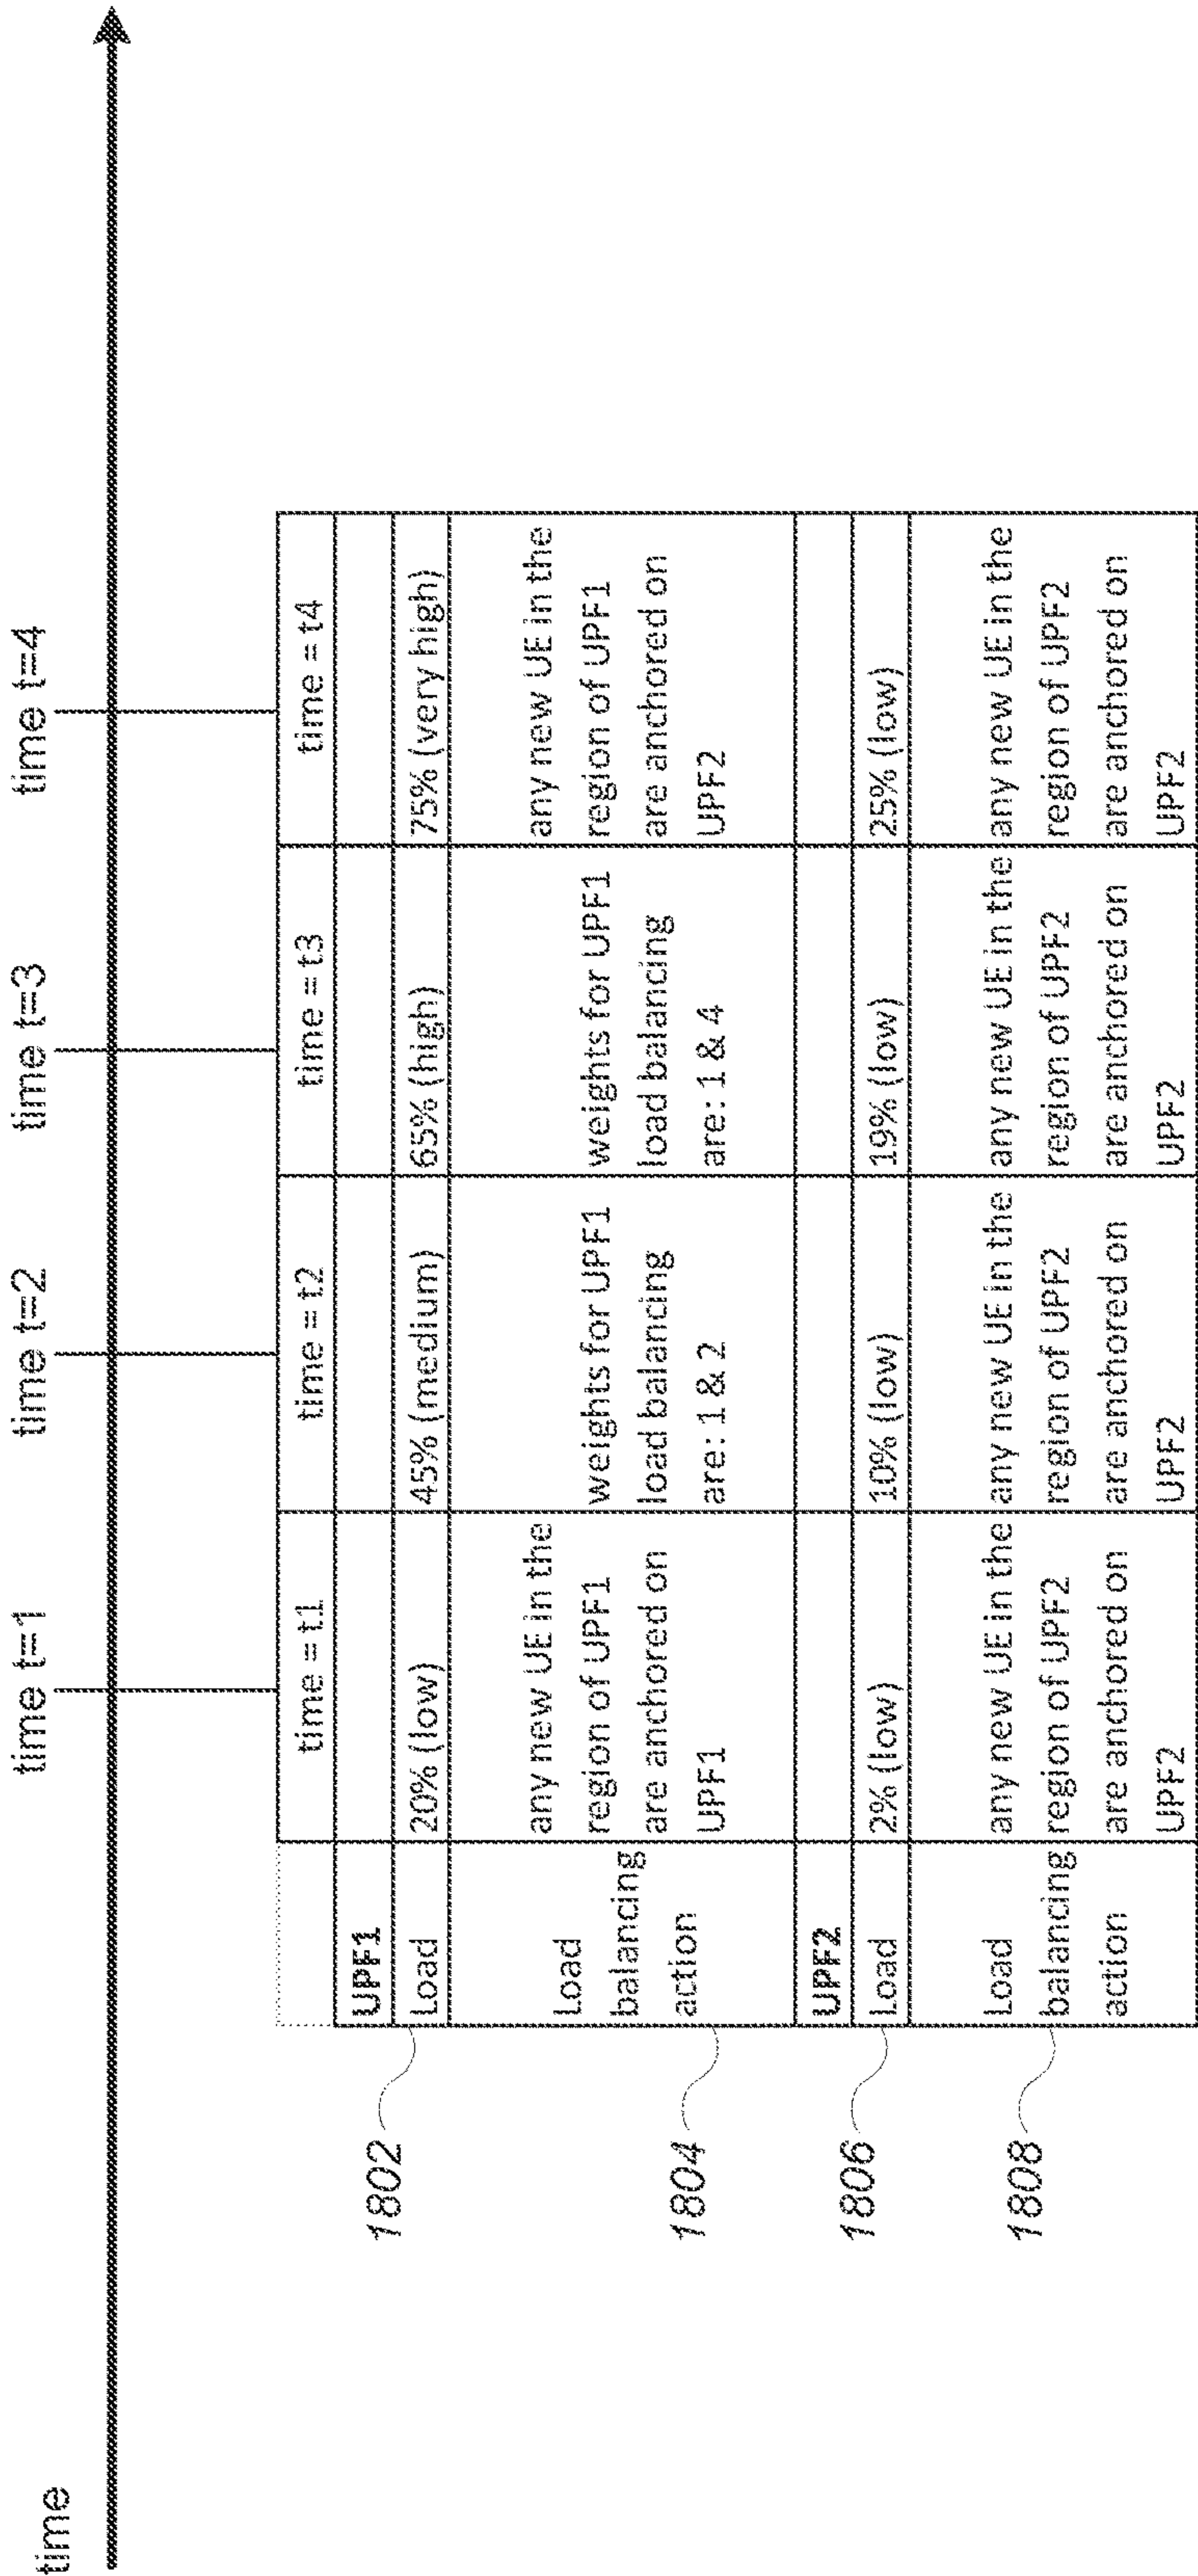 time
time t=1
time t=2
time t=3
time t=4
time = t1
time = t2
time = t3
time = t4
UPF1
1802
Load
20% (low)
45% (medium)
65% (high)
75% (very high)
1804
Load
balancing
action
any new UE in the
region of UPF1
are anchored on
UPF1
weights for UPF1
load balancing
are: 1 & 2
weights for UPF1
load balancing
are: 1 & 4
any new UE in the
region of UPF1
are anchored on
UPF2
UPF2
1806
Load
2% (low)
10% (low)
19% (low)
25% (low)
1808
Load
balancing
action
any new UE in the
region of UPF2
are anchored on
UPF2
any new UE in the
region of UPF2
are anchored on
UPF2
any new UE in the
region of UPF2
are anchored on
UPF2
any new UE in the
region of UPF2
are anchored on
UPF2